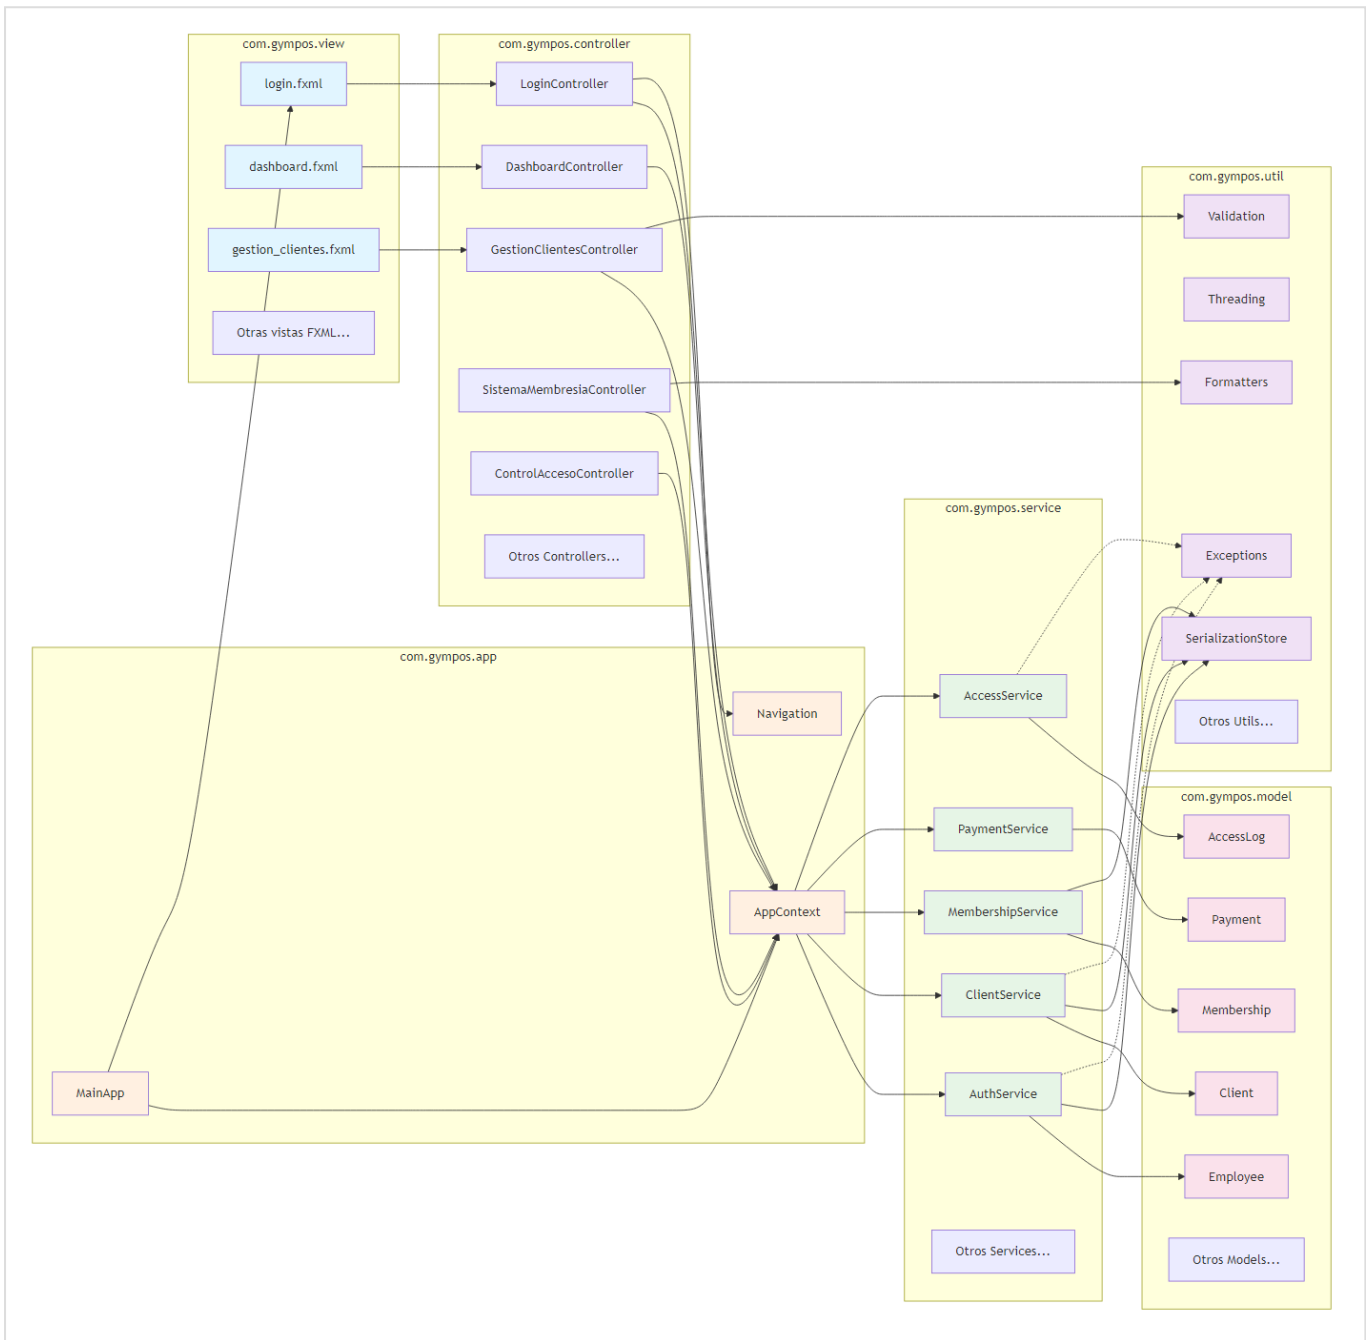 com.gympos.view
login.fxml
dashboard.fxml
gestion_clientes.fxml
Otras vistas FXML...
com.gympos.controller
LoginController
DashboardController
GestionClientesController
SistemaMembresiaController
ControlAccesoController
Otros Controllers...
com.gympos.app
Navigation
AppContext
MainApp
com.gympos.service
AccessService
PaymentService
MembershipService
ClientService
AuthService
Otros Services...
com.gympos.util
Validation
Threading
Formatters
Exceptions
SerializationStore
Otros Utils...
com.gympos.model
AccessLog
Payment
Membership
Client
Employee
Otros Models...